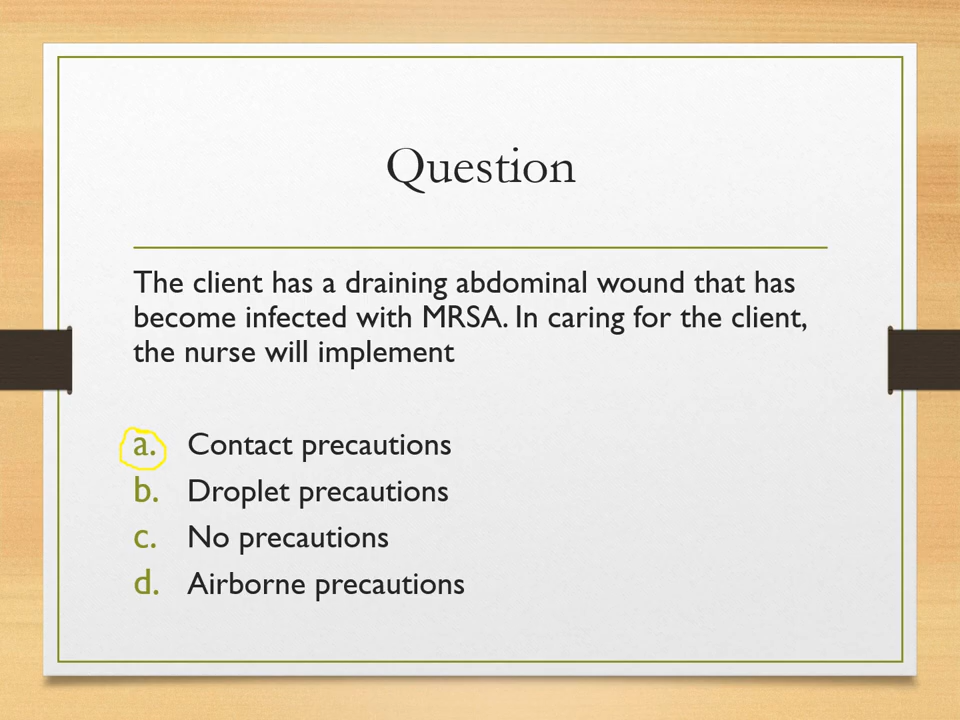 Question
The client has a draining abdominal wound that has
become infected with MRSA. In caring for the client,
the nurse will implement
a. Contact precautions
b. Droplet precautions
c. No precautions
d. Airborne precautions